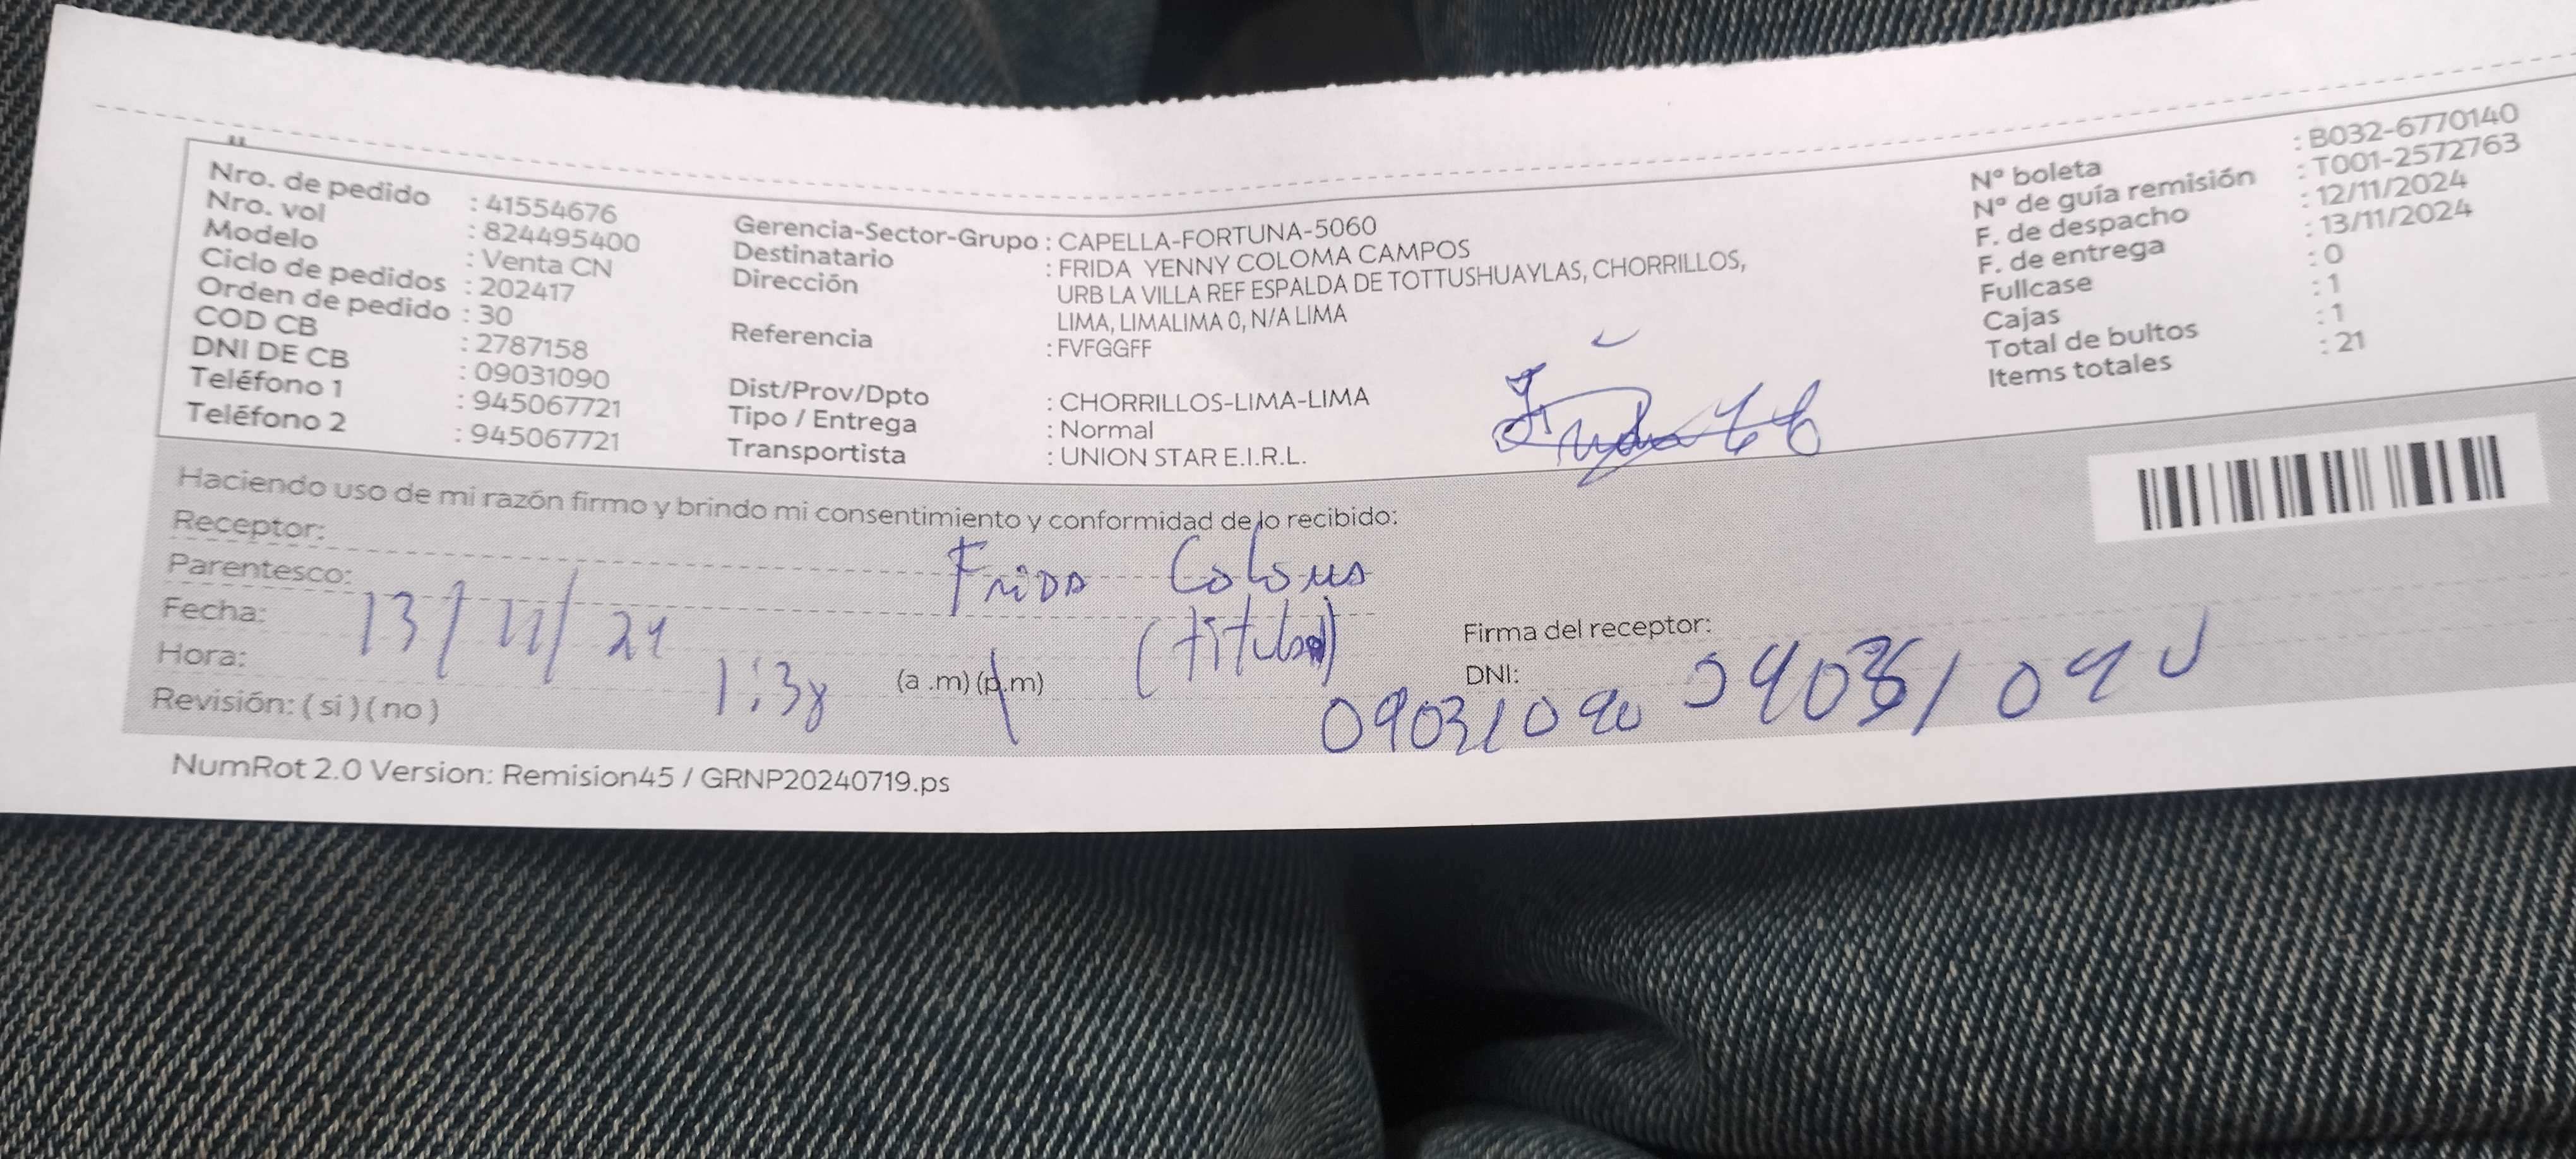 Nro. de pedido : 41554676
Nro. vol : 824495400
Modelo : Venta CN
Ciclo de pedidos : 202417
Orden de pedido : 30
COD CB : 2787158
DNI DE CB : 09031090
Teléfono 1 : 945067721
Teléfono 2 : 945067721
Gerencia-Sector-Grupo : CAPELLA-FORTUNA-5060
Destinatario : FRIDA YENNY COLOMA CAMPOS
Dirección : URB LA VILLA REF ESPALDA DE TOTTUSHUAYLAS, CHORRILLOS,
LIMA, LIMALIMA 0, N/A LIMA
Referencia : FVFGGFF
Dist/Prov/Dpto : CHORRILLOS-LIMA-LIMA
Tipo / Entrega : Normal
Transportista : UNION STAR E.I.R.L.
Nº boleta : B032-6770140
Nº de guía remisión : T001-2572763
F. de despacho : 12/11/2024
F. de entrega : 13/11/2024
Fullcase : 0
Cajas : 1
Total de bultos : 1
Items totales : 21
Haciendo uso de mi razón firmo y brindo mi consentimiento y conformidad de lo recibido:
Receptor: Frida Coloma
Parentesco: (titular)
Fecha: 13/11/24
Hora: 1:38 (a .m) (p.m)
Revisión: ( si ) ( no )
Firma del receptor:
DNI: 09031090 09031090
NumRot 2.0 Version: Remision45 / GRNP20240719.ps